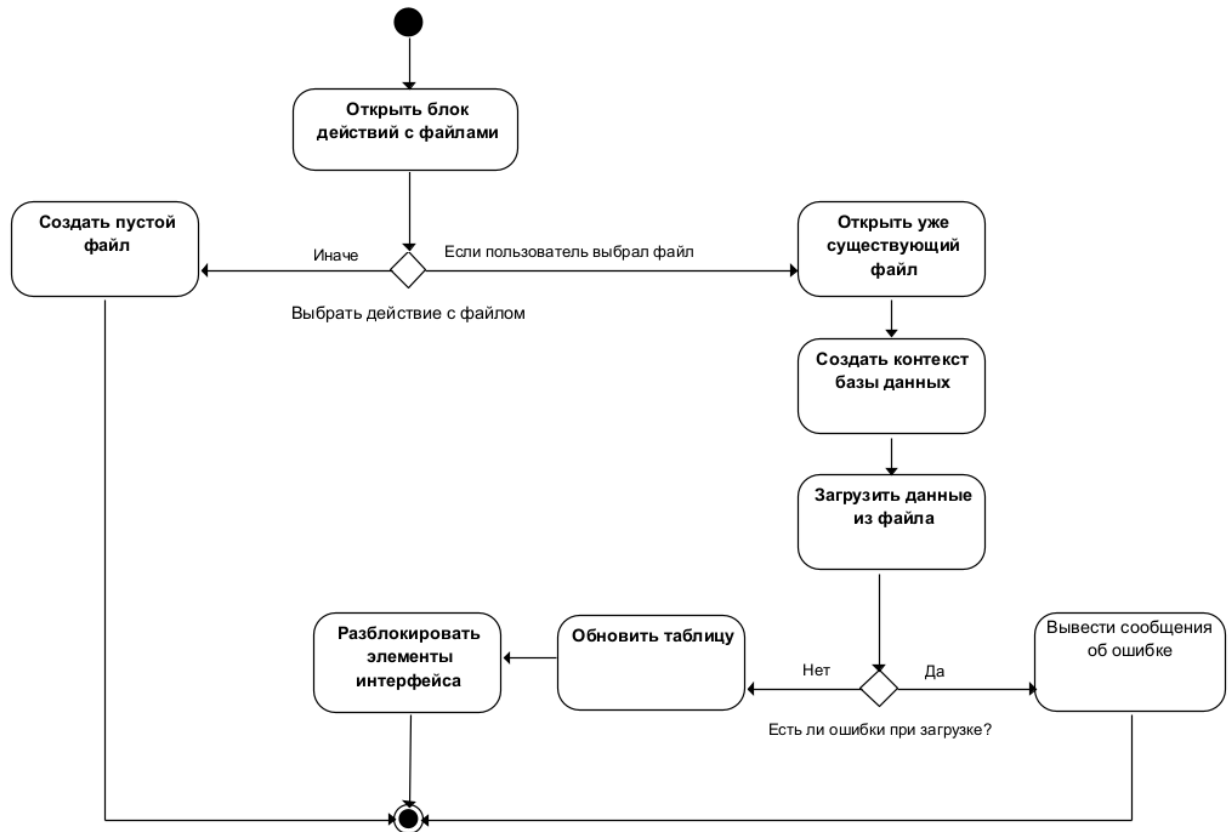 Открыть блок
действий с файлами
Создать пустой
файл
Иначе
Если пользователь выбрал файл
Открыть уже
существующий
файл
Выбрать действие с файлом
Создать контекст
базы данных
Загрузить данные
из файла
Разблокировать
элементы
интерфейса
Обновить таблицу
Нет
Да
Вывести сообщения
об ошибке
Есть ли ошибки при загрузке?